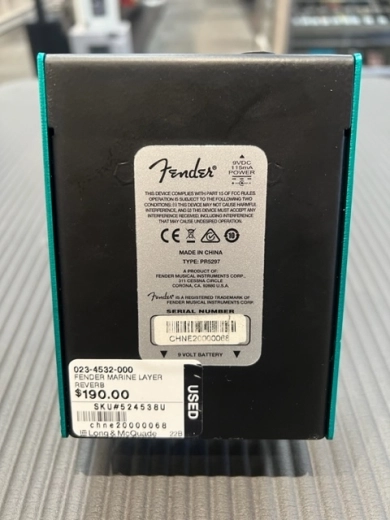 Fender®
9VDC
115mA
POWER
THIS DEVICE COMPLIES WITH PART 15 OF FCC RULES
OPERATION IS SUBJECT TO THE FOLLOWING TWO
CONDITIONS: (1) THIS DEVICE MAY NOT CAUSE HARMFUL
INTERFERENCE, AND (2) THIS DEVICE MUST ACCEPT ANY
INTERFERENCE RECEIVED, INCLUDING INTERFERENCE
THAT MAY CAUSE UNDESIRED OPERATION.
CE
10
MADE IN CHINA
TYPE: PR5297
A PRODUCT OF:
FENDER MUSICAL INSTRUMENTS CORP.
311 CESSNA CIRCLE
CORONA, CA. 92880 U.S.A.
Fender® IS A REGISTERED TRADEMARK OF
FENDER MUSICAL INSTRUMENTS CORP.
SERIAL NUMBER
CHNE20000068
9 VOLT BATTERY
023-4532-000
FENDER MARINE LAYER
REVERB
$190.00
SKU#524538U
chne20000068
Long & McQuade 22B
USED